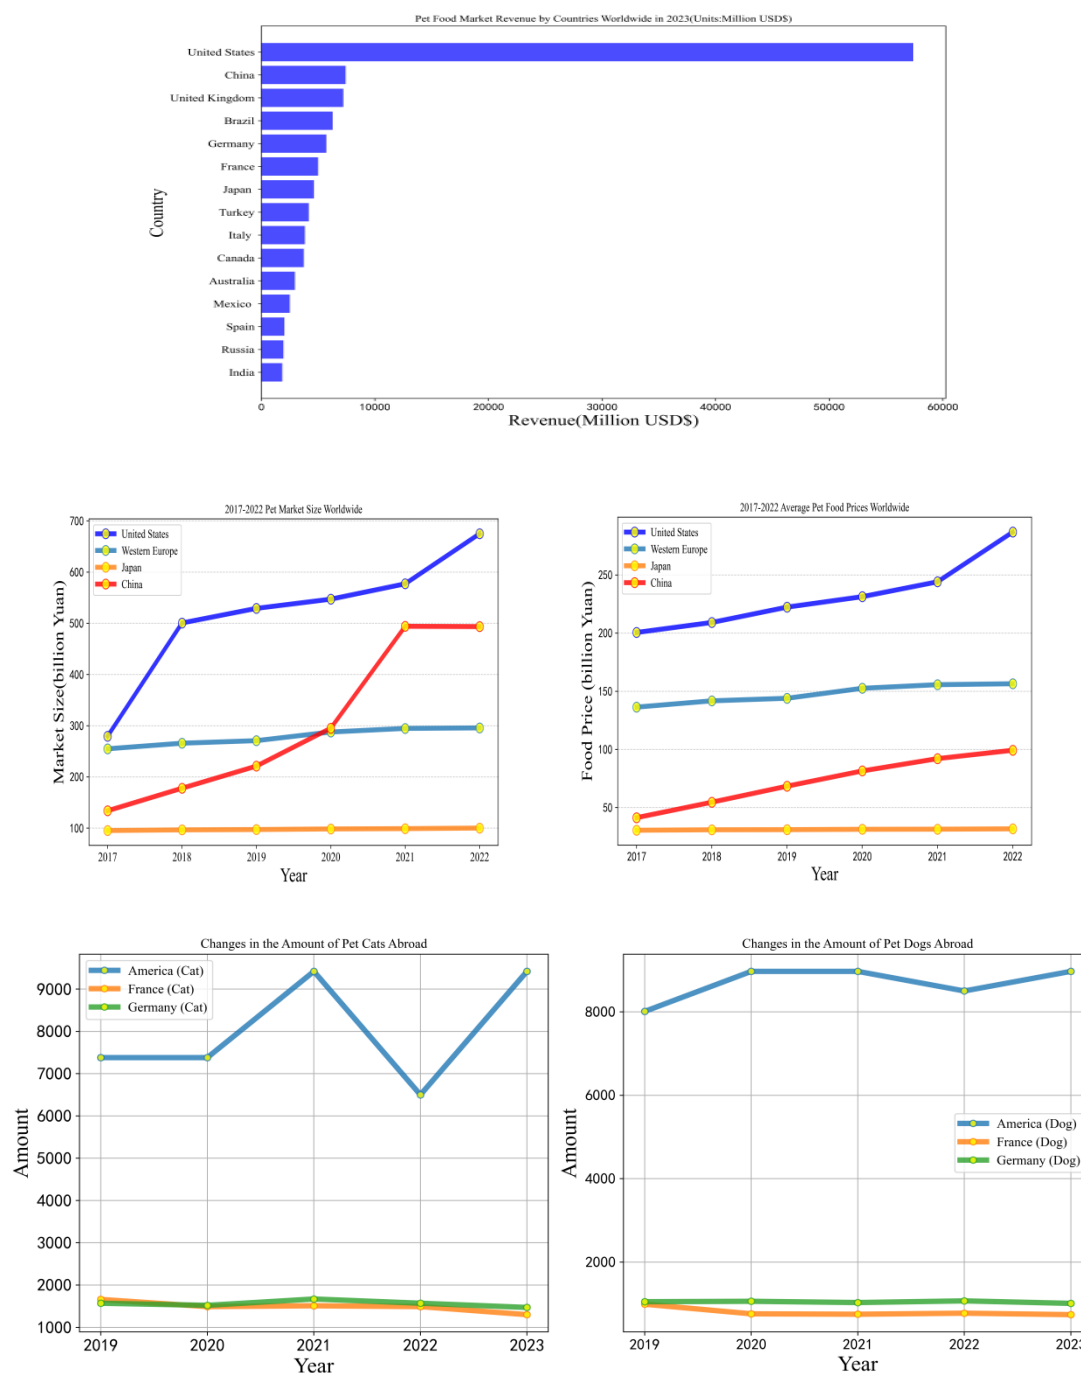 Pet Food Market Revenue by Countries Worldwide in 2023(Units:Million USD$)
Country
United States
China
United Kingdom
Brazil
Germany
France
Japan
Turkey
Italy
Canada
Australia
Mexico
Spain
Russia
India
0 10000 20000 30000 40000 50000 60000
Revenue(Million USD$)
2017-2022 Pet Market Size Worldwide
Market Size(billion Yuan)
700
600
500
400
300
200
100
United States
Western Europe
Japan
China
2017 2018 2019 2020 2021 2022
Year
2017-2022 Average Pet Food Prices Worldwide
Food Price (billion Yuan)
250
200
150
100
50
United States
Western Europe
Japan
China
2017 2018 2019 2020 2021 2022
Year
Changes in the Amount of Pet Cats Abroad
Amount
9000
8000
7000
6000
5000
4000
3000
2000
1000
America (Cat)
France (Cat)
Germany (Cat)
2019 2020 2021 2022 2023
Year
Changes in the Amount of Pet Dogs Abroad
Amount
8000
6000
4000
2000
America (Dog)
France (Dog)
Germany (Dog)
2019 2020 2021 2022 2023
Year